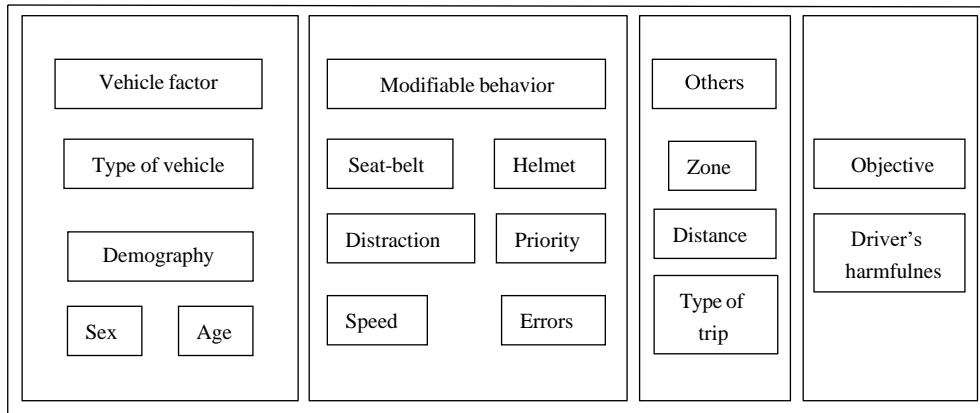 Vehicle factor
Type of vehicle
Demography
Sex
Age
Modifiable behavior
Seat-belt
Helmet
Distraction
Priority
Speed
Errors
Others
Zone
Distance
Type of
trip
Objective
Driver's
harmfulnes